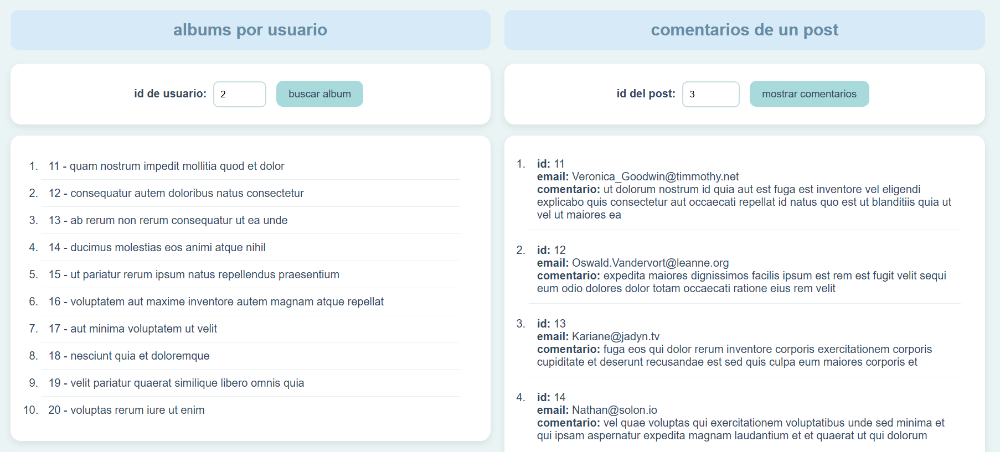 albums por usuario
id de usuario: 2 buscar album
1. 11 - quam nostrum impedit mollitia quod et dolor
2. 12 - consequatur autem doloribus natus consectetur
3. 13 - ab rerum non rerum consequatur ut ea unde
4. 14 - ducimus molestias eos animi atque nihil
5. 15 - ut pariatur rerum ipsum natus repellendus praesentium
6. 16 - voluptatem aut maxime inventore autem magnam atque repellat
7. 17 - aut minima voluptatem ut velit
8. 18 - nesciunt quia et doloremque
9. 19 - velit pariatur quaerat similique libero omnis quia
10. 20 - voluptas rerum iure ut enim
comentarios de un post
id del post: 3 mostrar comentarios
1. id: 11
email: Veronica_Goodwin@timmothy.net
comentario: ut dolorum nostrum id quia aut est fuga est inventore vel eligendi
explicabo quis consectetur aut occaecati repellat id natus quo est ut blanditiis quia ut
vel ut maiores ea
2. id: 12
email: Oswald.Vandervort@leanne.org
comentario: expedita maiores dignissimos facilis ipsum est rem est fugit velit sequi
eum odio dolores dolor totam occaecati ratione eius rem velit
3. id: 13
email: Kariane@jadyn.tv
comentario: fuga eos qui dolor rerum inventore corporis exercitationem corporis
cupiditate et deserunt recusandae est sed quis culpa eum maiores corporis et
4. id: 14
email: Nathan@solon.io
comentario: vel quae voluptas qui exercitationem voluptatibus unde sed minima et
qui ipsam aspernatur expedita magnam laudantium et et quaerat ut qui dolorum